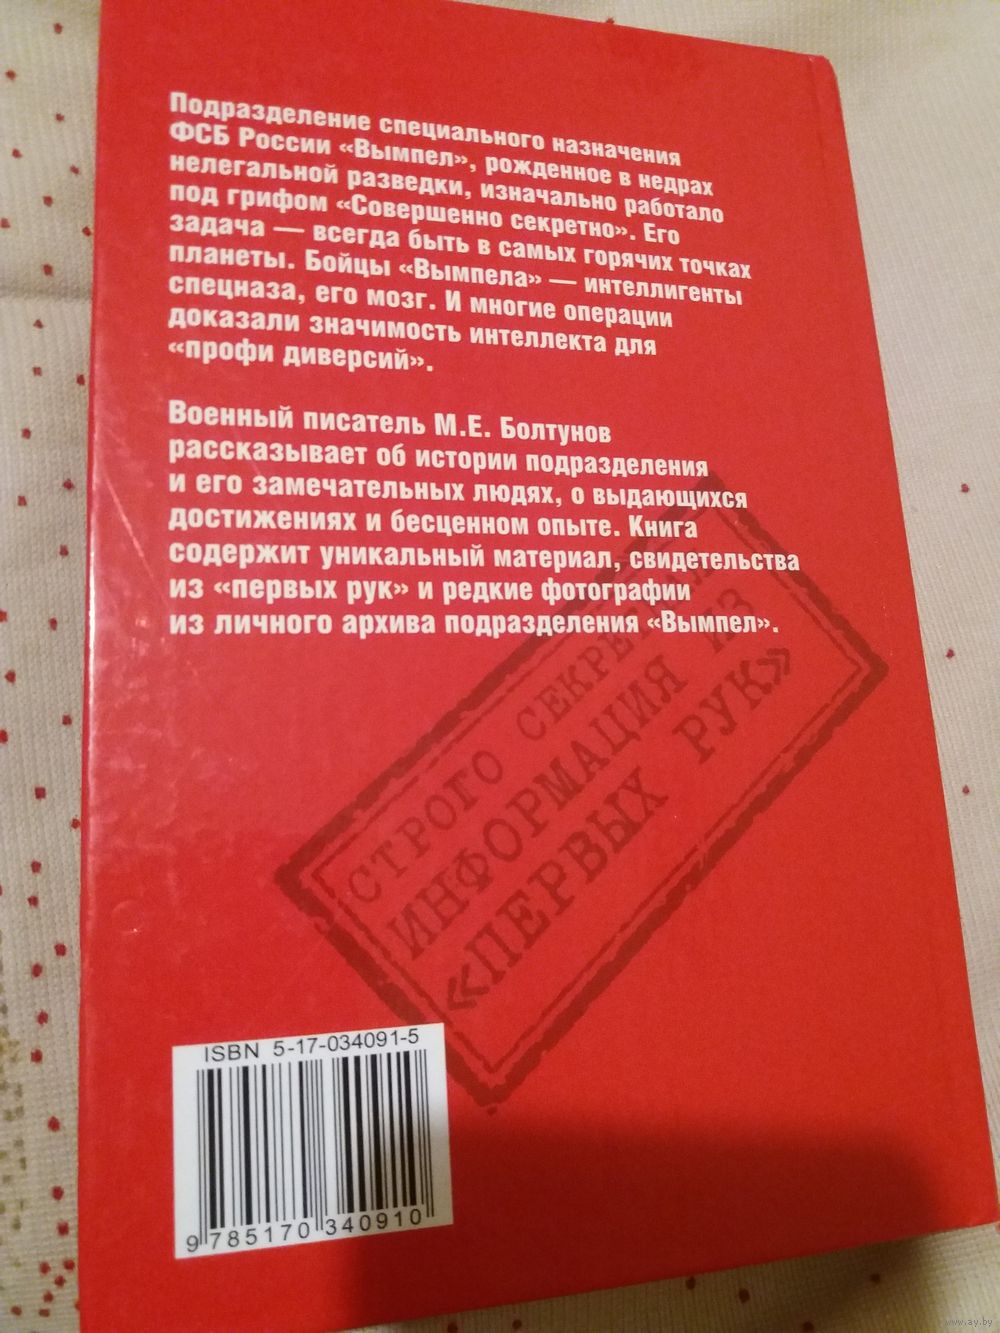 Подразделение специального назначения
ФСБ России «Вымпел», рожденное в недрах
нелегальной разведки, изначально работало
под грифом «Совершенно секретно». Его
задача — всегда быть в самых горячих точках
планеты. Бойцы «Вымпела» — интеллигенты
спецназа, его мозг. И многие операции
доказали значимость интеллекта для
«профи диверсий».
Военный писатель М.Е. Болтунов
рассказывает об истории подразделения
и его замечательных людях, о выдающихся
достижениях и бесценном опыте. Книга
содержит уникальный материал, свидетельства
из «первых рук» и редкие фотографии
из личного архива подразделения «Вымпел».
СТРОГО СЕКРЕТНАЯ
ИНФОРМАЦИЯ ИЗ
«ПЕРВЫХ РУК»
ISBN 5-17-034091-5
9 785170 340910
www.ay.by